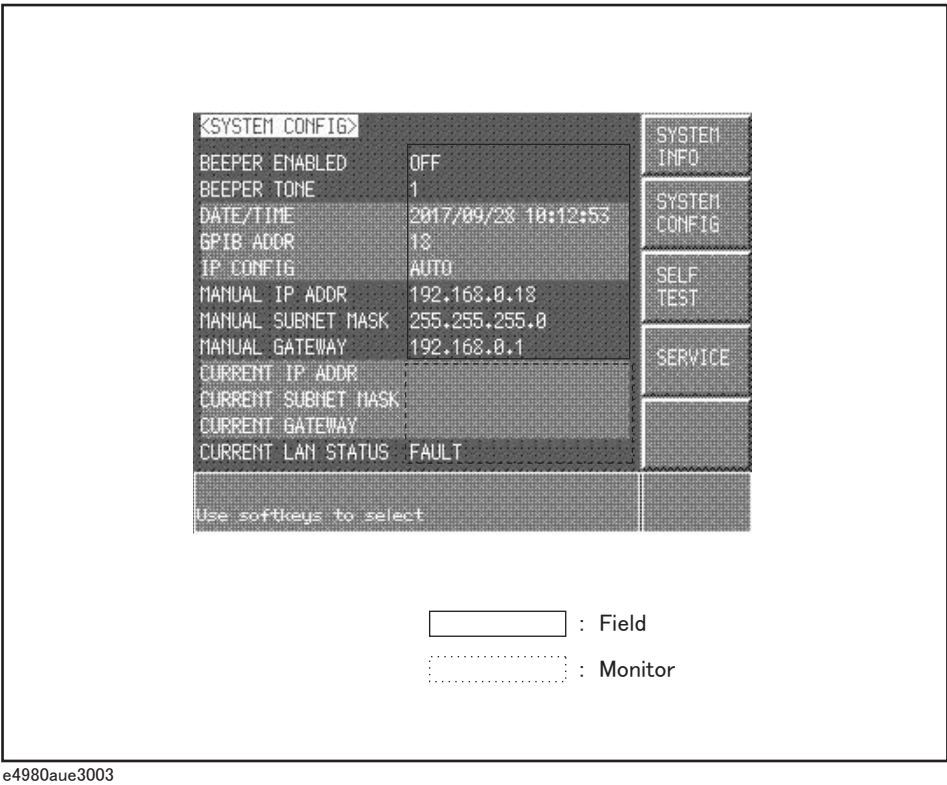 <SYSTEM CONFIG>
BEEPER ENABLED OFF
BEEPER TONE 1
DATE/TIME 2017/09/28 10:12:53
GPIB ADDR 18
IP CONFIG AUTO
MANUAL IP ADDR 192.168.0.18
MANUAL SUBNET MASK 255.255.255.0
MANUAL GATEWAY 192.168.0.1
CURRENT IP ADDR
CURRENT SUBNET MASK
CURRENT GATEWAY
CURRENT LAN STATUS FAULT
SYSTEM
INFO
SYSTEM
CONFIG
SELF
TEST
SERVICE
Use softkeys to select
: Field
: Monitor
e4980aue3003